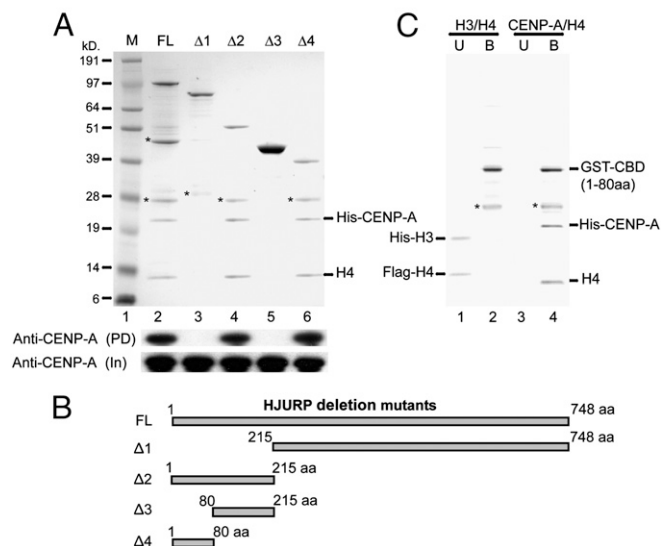 A
kD. M FL Δ1 Δ2 Δ3 Δ4
191
97
64
51
*
39
28
* * * *
His-CENP-A
19
14
H4
6
1 2 3 4 5 6
Anti-CENP-A (PD)
Anti-CENP-A (In)
C
H3/H4 CENP-A/H4
U B U B
GST-CBD
(1-80aa)
* *
His-CENP-A
His-H3
Flag-H4
H4
1 2 3 4
B
HJURP deletion mutants
FL 1 748 aa
Δ1 215 748 aa
Δ2 1 215 aa
Δ3 80 215 aa
Δ4 1 80 aa